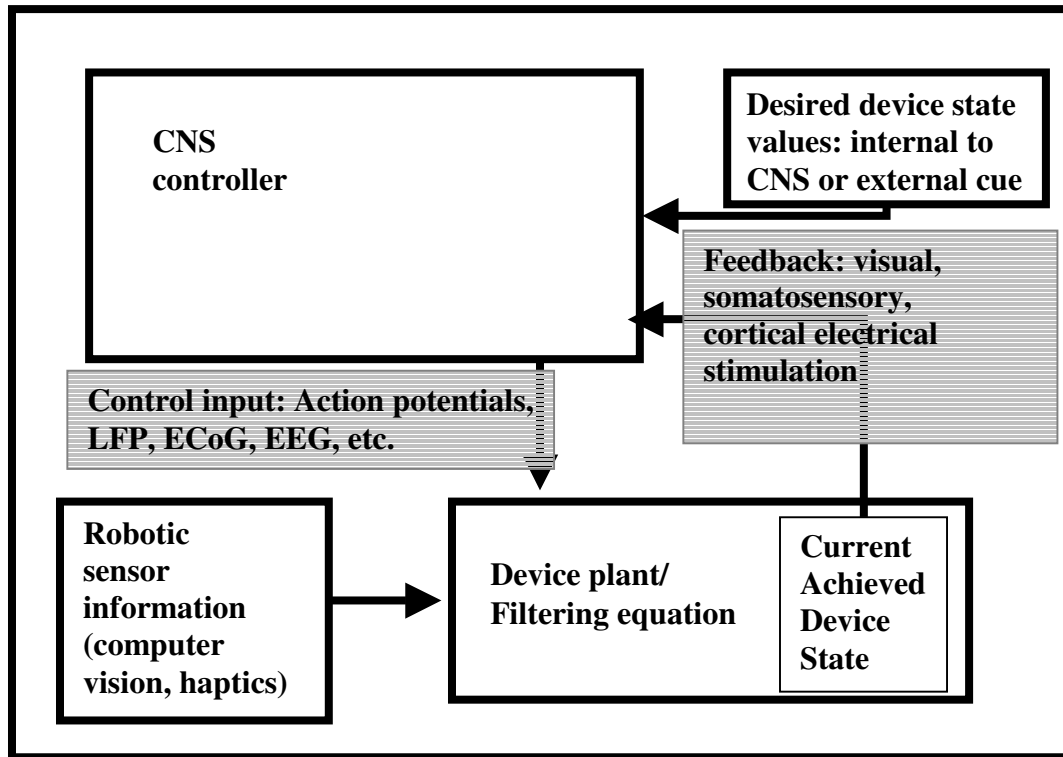 CNS
controller
Desired device state
values: internal to
CNS or external cue
Feedback: visual,
somatosensory,
cortical electrical
stimulation
Control input: Action potentials,
LFP, ECoG, EEG, etc.
Robotic
sensor
information
(computer
vision, haptics)
Device plant/
Filtering equation
Current
Achieved
Device
State